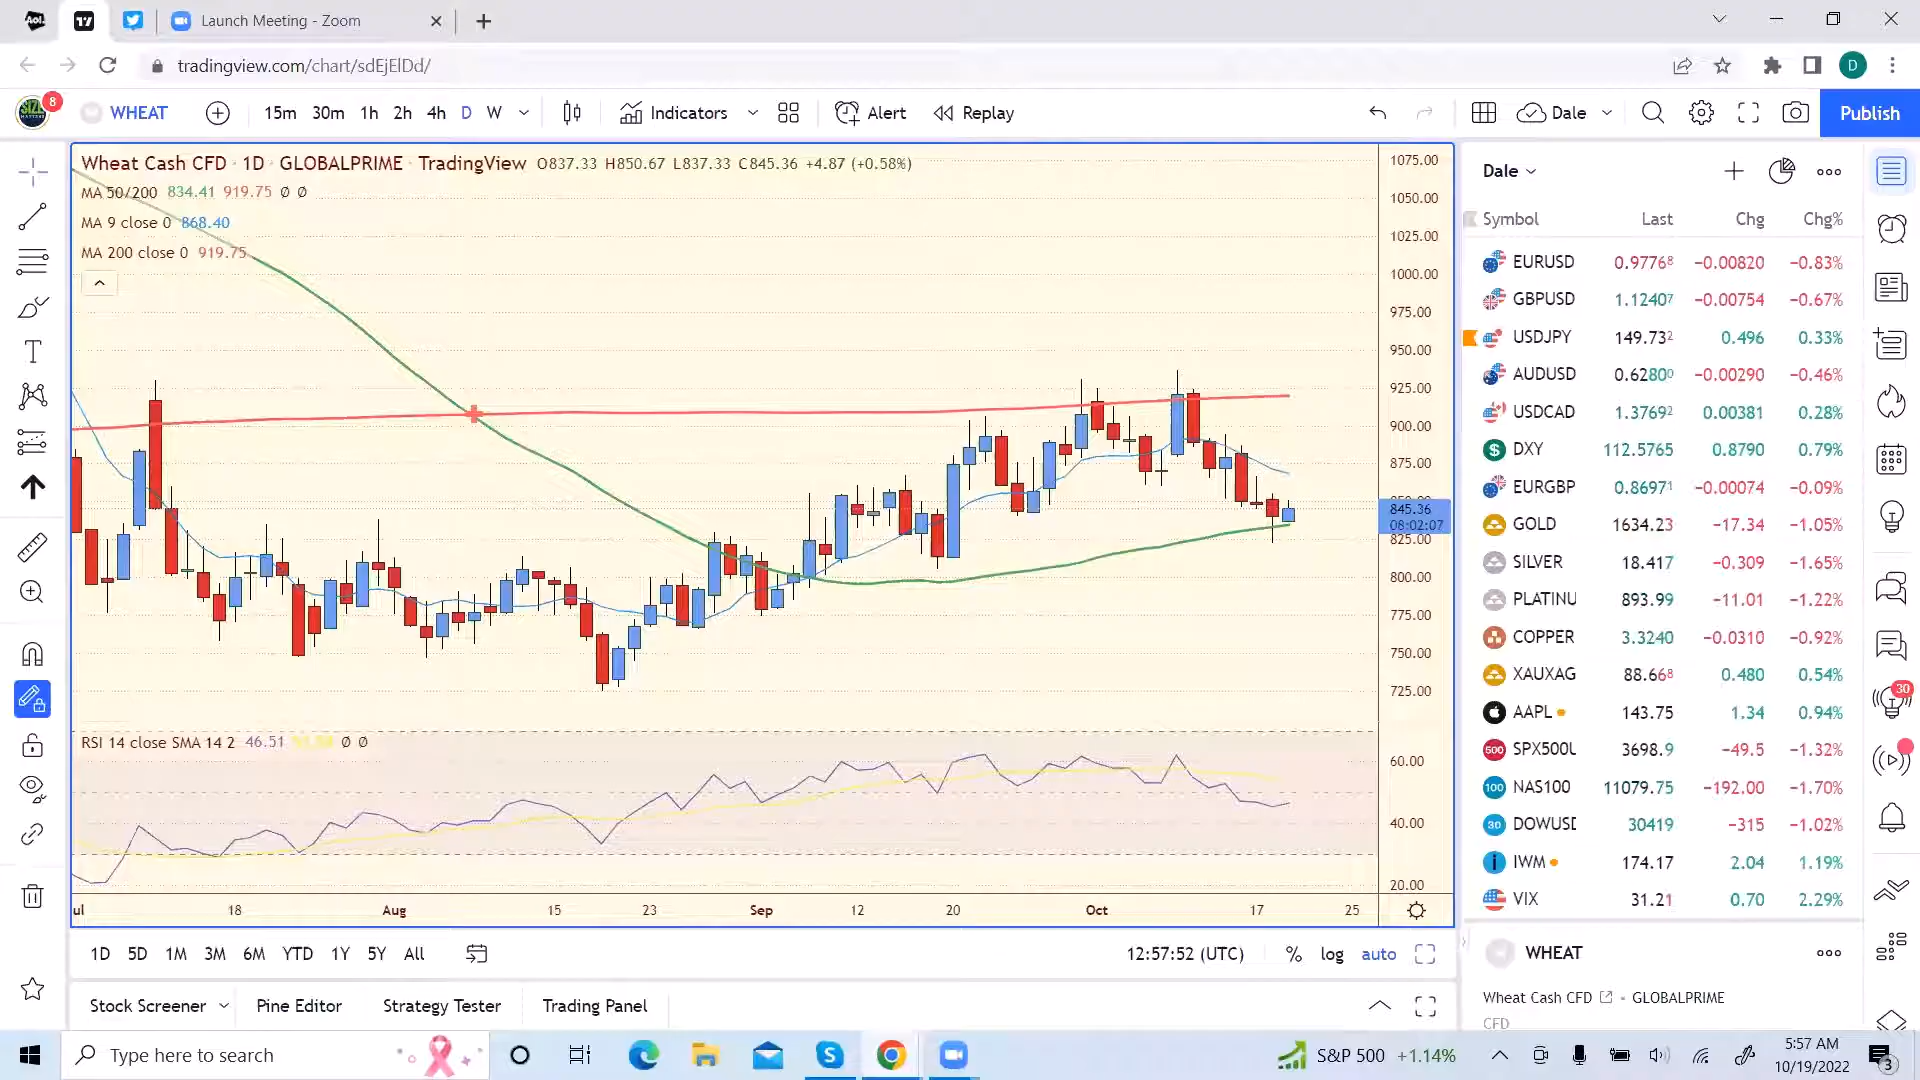 Launch Meeting - Zoom
tradingview.com/chart/sdEjElDd/
D
8
WHEAT
15m 30m 1h 2h 4h D W
Indicators
Alert
Replay
Dale
Publish
Wheat Cash CFD · 1D · GLOBALPRIME · TradingView O837.33 H850.67 L837.33 C845.36 +4.87 (+0.58%)
MA 50/200 834.41 919.75 Ø Ø
MA 9 close 0 868.40
MA 200 close 0 919.75
1075.00
1050.00
1025.00
1000.00
975.00
950.00
925.00
900.00
875.00
845.36
08:02:07
825.00
800.00
775.00
750.00
725.00
RSI 14 close SMA 14 2 46.51 Ø Ø
60.00
40.00
20.00
ul 18 Aug 15 23 Sep 12 20 Oct 17 25
1D 5D 1M 3M 6M YTD 1Y 5Y All
12:57:52 (UTC) % log auto
Stock Screener Pine Editor Strategy Tester Trading Panel
Dale
Symbol Last Chg Chg%
EURUSD 0.97768 −0.00820 −0.83%
GBPUSD 1.12407 −0.00754 −0.67%
USDJPY 149.732 0.496 0.33%
AUDUSD 0.62800 −0.00290 −0.46%
USDCAD 1.37692 0.00381 0.28%
DXY 112.5765 0.8790 0.79%
EURGBP 0.86971 −0.00074 −0.09%
GOLD 1634.23 −17.34 −1.05%
SILVER 18.417 −0.309 −1.65%
PLATINU 893.99 −11.01 −1.22%
COPPER 3.3240 −0.0310 −0.92%
XAUXAG 88.668 0.480 0.54%
AAPL 143.75 1.34 0.94%
500 SPX500U 3698.9 −49.5 −1.32%
100 NAS100 11079.75 −192.00 −1.70%
30 DOWUSD 30419 −315 −1.02%
IWM 174.17 2.04 1.19%
VIX 31.21 0.70 2.29%
30
WHEAT
Wheat Cash CFD · GLOBALPRIME
CFD
Type here to search
S&P 500 +1.14%
5:57 AM
10/19/2022
3